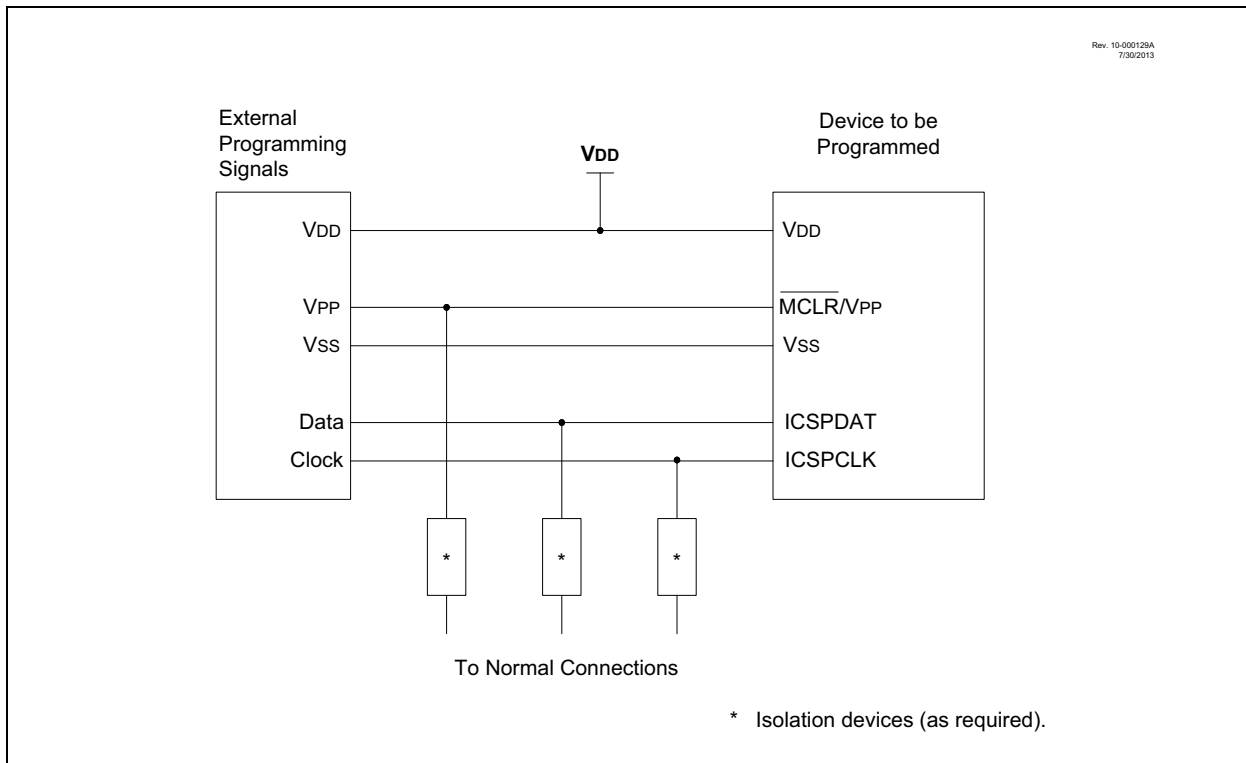 Rev. 10-000129A
7/30/2013
External
Programming
Signals
Device to be
Programmed
VDD
VDD
VDD
VPP
MCLR/VPP
VSS
VSS
Data
ICSPDAT
Clock
ICSPCLK
*
*
*
To Normal Connections
* Isolation devices (as required).